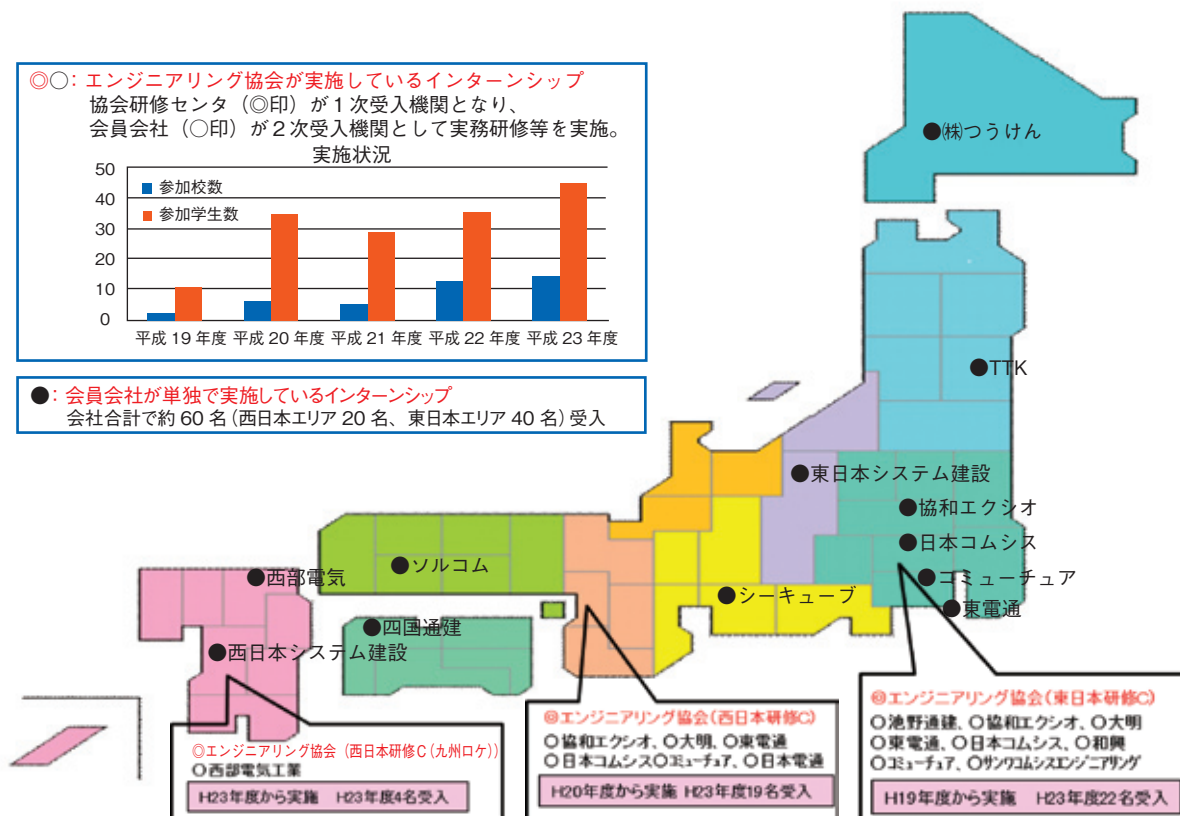 ◎○：エンジニアリング協会が実施しているインターンシップ
協会研修センタ（◎印）が１次受入機関となり、
会員会社（○印）が２次受入機関として実務研修等を実施。
実施状況
50
40
30
20
10
0
参加校数
参加学生数
平成 19 年度 平成 20 年度 平成 21 年度 平成 22 年度 平成 23 年度
●：会員会社が単独で実施しているインターンシップ
会社合計で約 60 名（西日本エリア 20 名、東日本エリア 40 名）受入
●㈱つうけん
●TTK
●東日本システム建設
●協和エクシオ
●日本コムシス
●コミューチュア
●東電通
●シーキューブ
●ソルコム
●西部電気
●四国通建
●西日本システム建設
◎エンジニアリング協会（西日本研修Ｃ（九州ロケ））
○西部電気工業
H23年度から実施 H23年度4名受入
◎エンジニアリング協会（西日本研修C）
○協和エクシオ、○大明、○東電通
○日本コムシス○コミューチュア、○日本電通
H20年度から実施 H23年度19名受入
◎エンジニアリング協会（東日本研修C）
○池野通建、○協和エクシオ、○大明
○東電通、○日本コムシス、○和興
○コミューチュア、○サンワコムシスエンジニアリング
H19年度から実施 H23年度22名受入